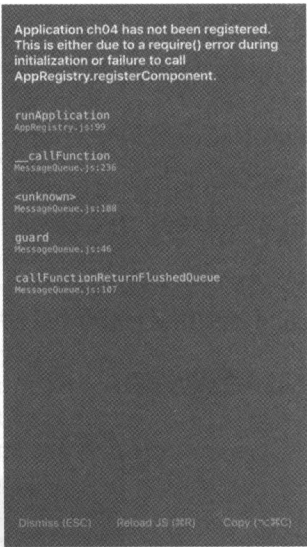 Application ch04 has not been registered.
This is either due to a require() error during
initialization or failure to call
AppRegistry.registerComponent.
runApplication
AppRegistry.js:99
__callFunction
MessageQueue.js:236
<unknown>
MessageQueue.js:108
guard
MessageQueue.js:46
callFunctionReturnFlushedQueue
MessageQueue.js:107
Dismiss (ESC) Reload JS (⌘R) Copy (⌥⌘C)